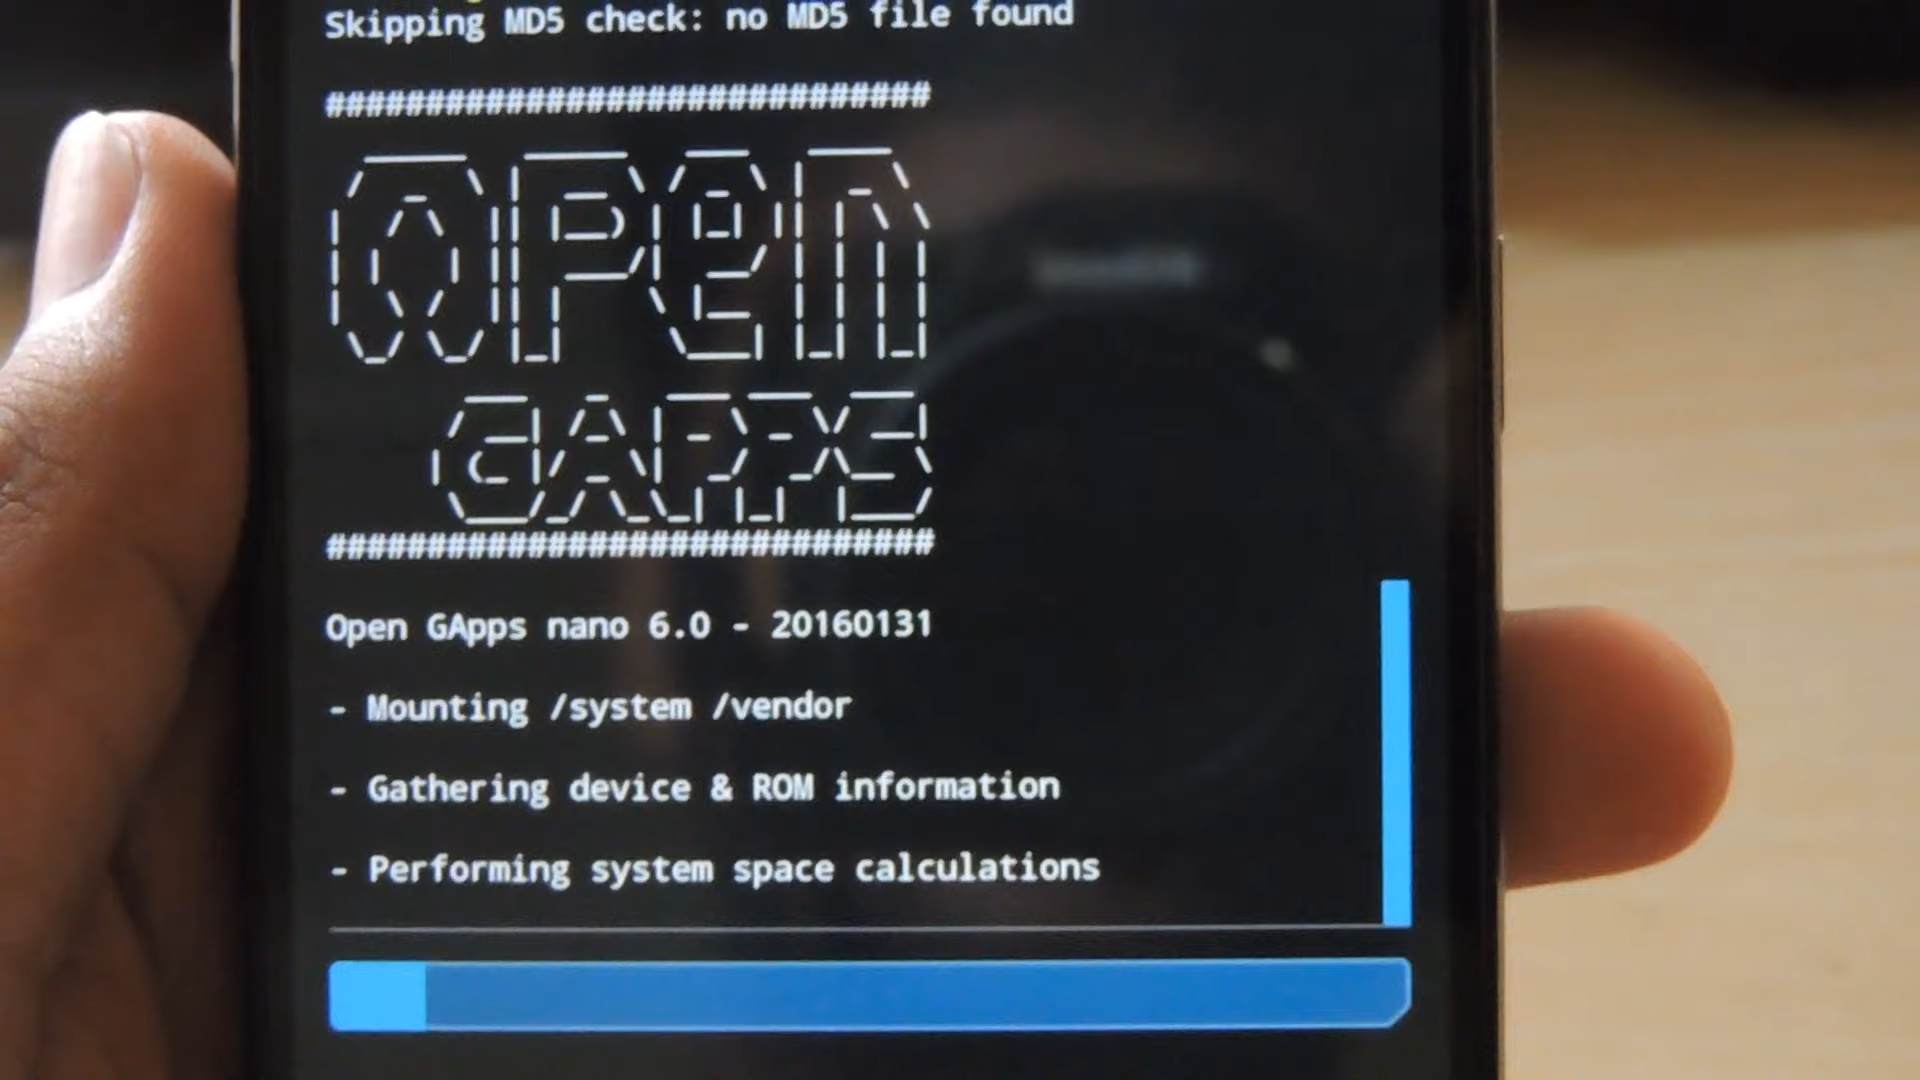 Skipping MD5 check: no MD5 file found
##############################
OPEN
GAPPS
##############################
Open GApps nano 6.0 - 20160131
- Mounting /system /vendor
- Gathering device & ROM information
- Performing system space calculations